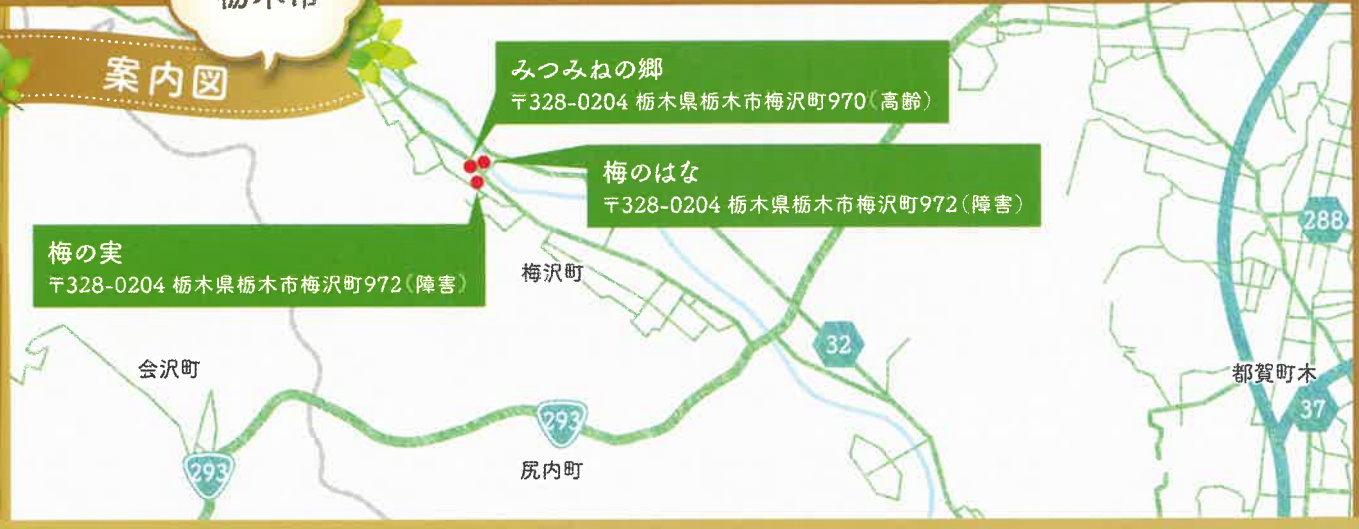 栃木市
案内図
みつみねの郷
〒328-0204 栃木県栃木市梅沢町970(高齢)
梅のはな
〒328-0204 栃木県栃木市梅沢町972(障害)
288
梅の実
〒328-0204 栃木県栃木市梅沢町972(障害)
梅沢町
32
会沢町
都賀町木
37
293
293
尻内町